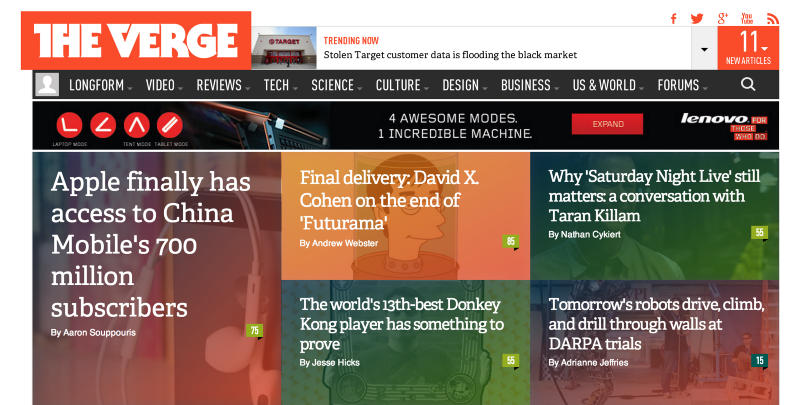 You Tube
THE VERGE
TARGET
TRENDING NOW
Stolen Target customer data is flooding the black market
11
NEW ARTICLES
LONGFORM VIDEO REVIEWS TECH SCIENCE CULTURE DESIGN BUSINESS US & WORLD FORUMS
LAPTOP MODE TENT MODE TABLET MODE
4 AWESOME MODES.
1 INCREDIBLE MACHINE.
EXPAND
lenovo FOR
THOSE
WHO DO.
Apple finally has
access to China
Mobile's 700
million
subscribers
By Aaron Souppouris
75
Final delivery: David X.
Cohen on the end of
'Futurama'
By Andrew Webster
85
Why 'Saturday Night Live' still
matters: a conversation with
Taran Killam
By Nathan Cykiert
55
The world's 13th-best Donkey
Kong player has something to
prove
By Jesse Hicks
55
Tomorrow's robots drive, climb,
and drill through walls at
DARPA trials
By Adrianne Jeffries
15